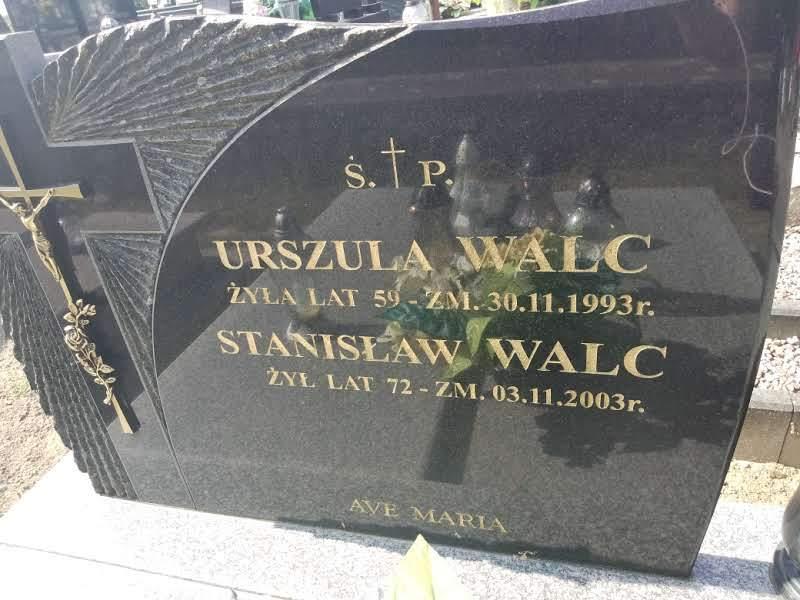 Ś. † P.
URSZULA WALC
ŻYŁA LAT 59 - ZM. 30.11.1993r.
STANISŁAW WALC
ŻYŁ LAT 72 - ZM. 03.11.2003r.
AVE MARIA